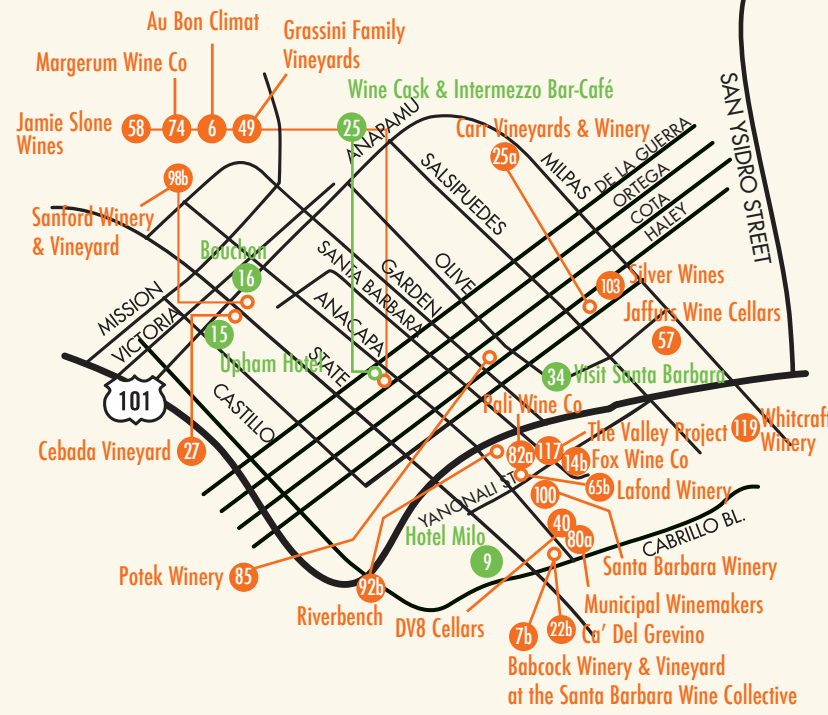 Au Bon Climat
Grassini Family
Vineyards
Margerum Wine Co
Wine Cask & Intermezzo Bar-Café
Jamie Slone
Wines
58
74
6
49
25
ANAPAMU
Carr Vineyards & Winery
25a
MILPAS
DE LA GUERRA
ORTEGA
COTA
HALEY
SAN YSIDRO STREET
SALSIPUEDES
98b
Sanford Winery
& Vineyard
Bouchon
16
SANTA BARBARA
GARDEN
OLIVE
103
Silver Wines
Jaffurs Wine Cellars
57
MISSION
VICTORIA
15
Upham Hotel
ANACAPA
STATE
34
Visit Santa Barbara
101
CASTILLO
Pali Wine Co
82a
117
The Valley Project
119
Whitcraft
Winery
Cebada Vineyard
27
14b
Fox Wine Co
65b
Lafond Winery
YANONALI ST
100
Hotel Milo
9
40
80a
CABRILLO BL.
Santa Barbara Winery
Potek Winery
85
92b
Riverbench
DV8 Cellars
Municipal Winemakers
7b
22b
Ca' Del Grevino
Babcock Winery & Vineyard
at the Santa Barbara Wine Collective